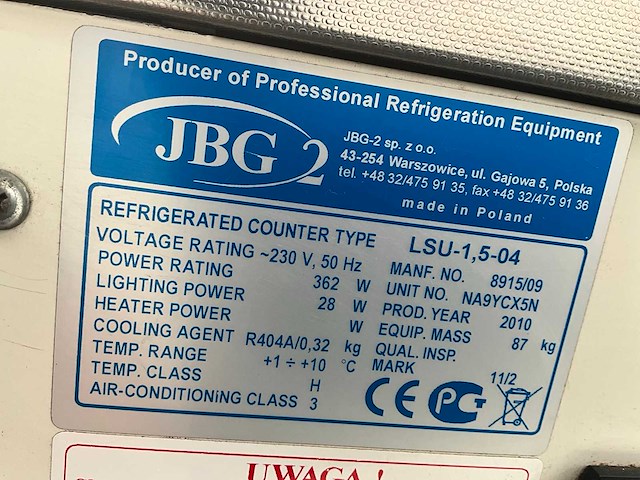 Producer of Professional Refrigeration Equipment
JBG 2
JBG-2 sp. z o.o.
43-254 Warszowice, ul. Gajowa 5, Polska
tel. +48 32/475 91 35, fax +48 32/475 91 36
made in Poland
REFRIGERATED COUNTER TYPE LSU-1,5-04
VOLTAGE RATING ~230 V, 50 Hz MANF. NO. 8915/09
POWER RATING 362 W UNIT NO. NA9YCX5N
LIGHTING POWER 28 W PROD. YEAR 2010
HEATER POWER W EQUIP. MASS 87 kg
COOLING AGENT R404A/0,32 kg QUAL. INSP.
TEMP. RANGE +1 ÷ +10 °C MARK 11/2
TEMP. CLASS H
AIR-CONDITIONING CLASS 3
CE PCT
UWAGA !